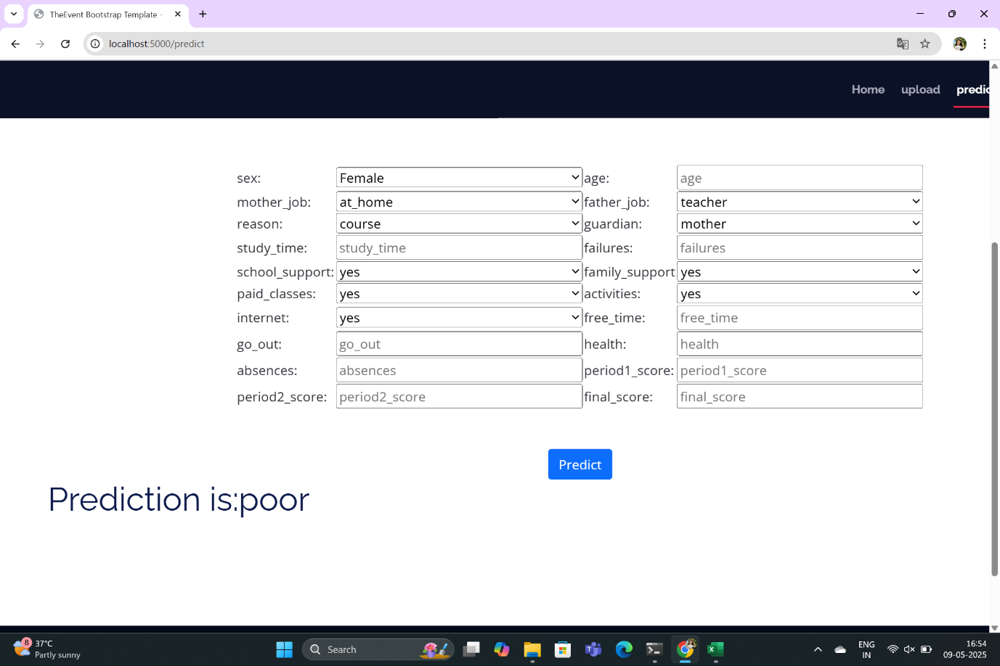 TheEvent Bootstrap Template -
localhost:5000/predict
Home upload predic
sex: Female age: age
mother_job: at_home father_job: teacher
reason: course guardian: mother
study_time: study_time failures: failures
school_support: yes family_support yes
paid_classes: yes activities: yes
internet: yes free_time: free_time
go_out: go_out health: health
absences: absences period1_score: period1_score
period2_score: period2_score final_score: final_score
Predict
Prediction is:poor
8 37°C
Partly sunny
Search
ENG
IN
16:54
09-05-2025